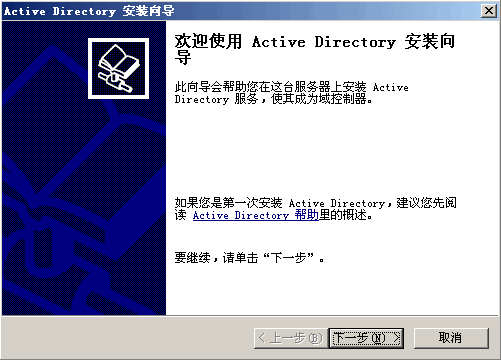 Active Directory 安装向导
欢迎使用 Active Directory 安装向
导
此向导会帮助您在这台服务器上安装 Active
Directory 服务，使其成为域控制器。
如果您是第一次安装 Active Directory，建议您先阅
读 Active Directory 帮助里的概述。
要继续，请单击“下一步”。
< 上一步(B) 下一步(N) > 取消